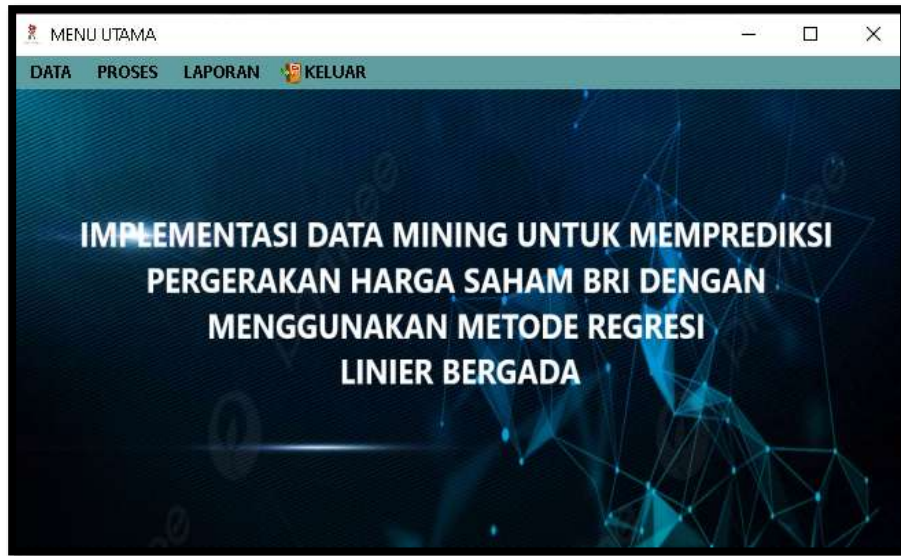 MENU UTAMA
DATA PROSES LAPORAN KELUAR
IMPLEMENTASI DATA MINING UNTUK MEMPREDIKSI
PERGERAKAN HARGA SAHAM BRI DENGAN
MENGGUNAKAN METODE REGRESI
LINIER BERGADA